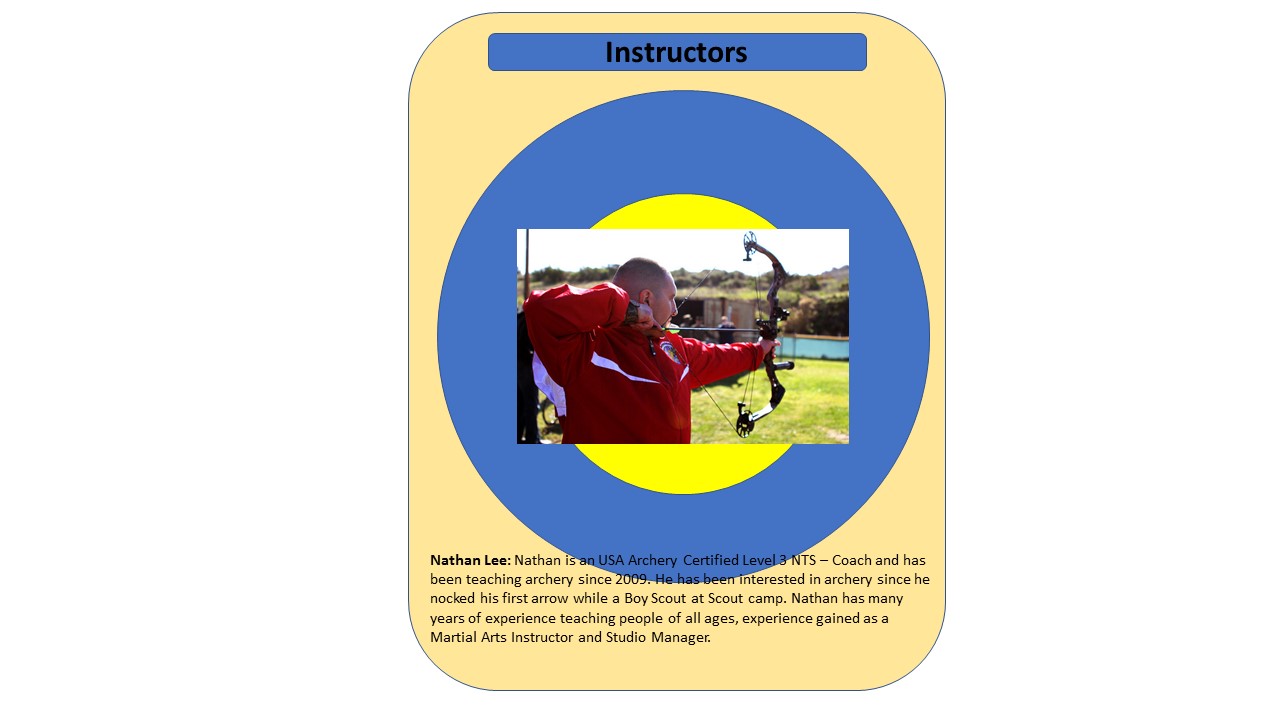 Instructors
Nathan Lee: Nathan is an USA Archery Certified Level 3 NTS – Coach and has
been teaching archery since 2009. He has been interested in archery since he
nocked his first arrow while a Boy Scout at Scout camp. Nathan has many
years of experience teaching people of all ages, experience gained as a
Martial Arts Instructor and Studio Manager.